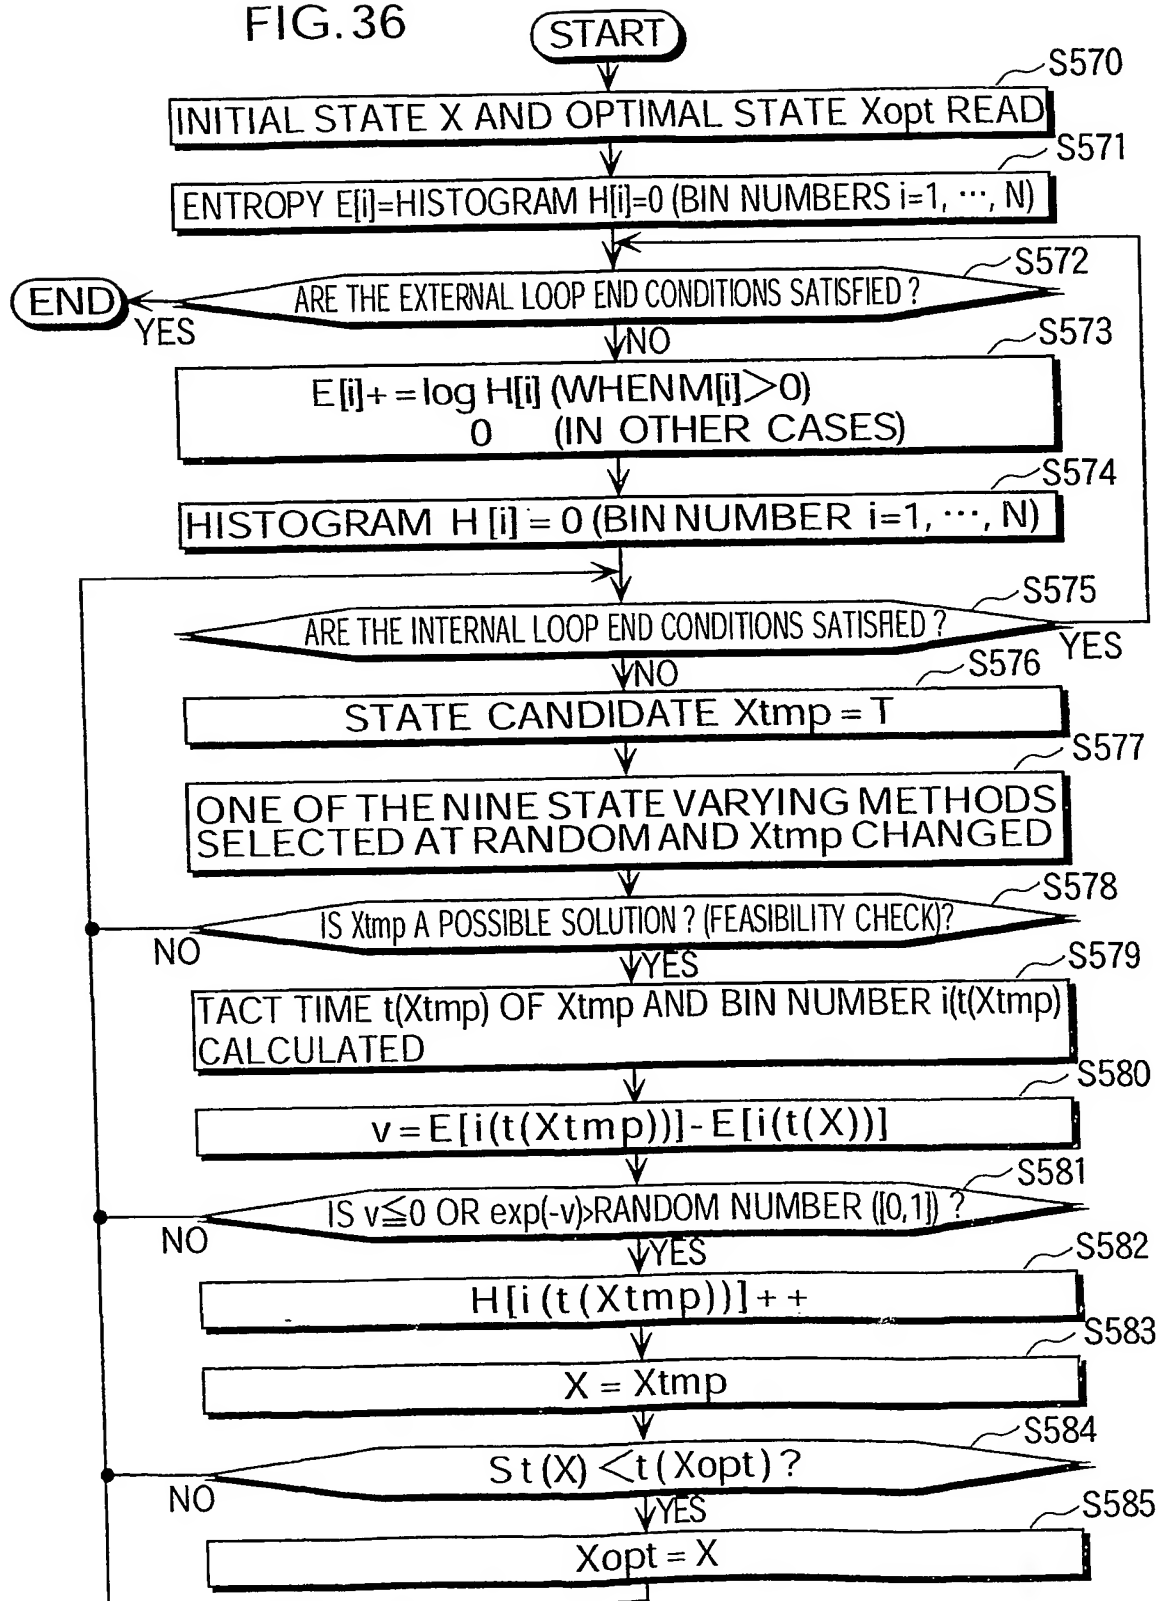 FIG.36
START
S570
INITIAL STATE X AND OPTIMAL STATE Xopt READ
S571
ENTROPY E[i]=HISTOGRAM H[i]=0 (BIN NUMBERS i=1, ···, N)
S572
ARE THE EXTERNAL LOOP END CONDITIONS SATISFIED ?
END
YES
NO
S573
E[i]+=log H[i] (WHEN M[i]>0)
0 (IN OTHER CASES)
S574
HISTOGRAM H[i]=0 (BIN NUMBER i=1, ···, N)
S575
ARE THE INTERNAL LOOP END CONDITIONS SATISFIED ?
YES
NO
S576
STATE CANDIDATE Xtmp=T
S577
ONE OF THE NINE STATE VARYING METHODS
SELECTED AT RANDOM AND Xtmp CHANGED
S578
IS Xtmp A POSSIBLE SOLUTION ? (FEASIBILITY CHECK)?
NO
YES
S579
TACT TIME t(Xtmp) OF Xtmp AND BIN NUMBER i(t(Xtmp)
CALCULATED
S580
v=E[i(t(Xtmp))]-E[i(t(X))]
S581
IS v≦0 OR exp(-v)>RANDOM NUMBER ([0,1]) ?
NO
YES
S582
H[i(t(Xtmp))]++
S583
X=Xtmp
S584
St(X)<t(Xopt)?
NO
YES
S585
Xopt=X